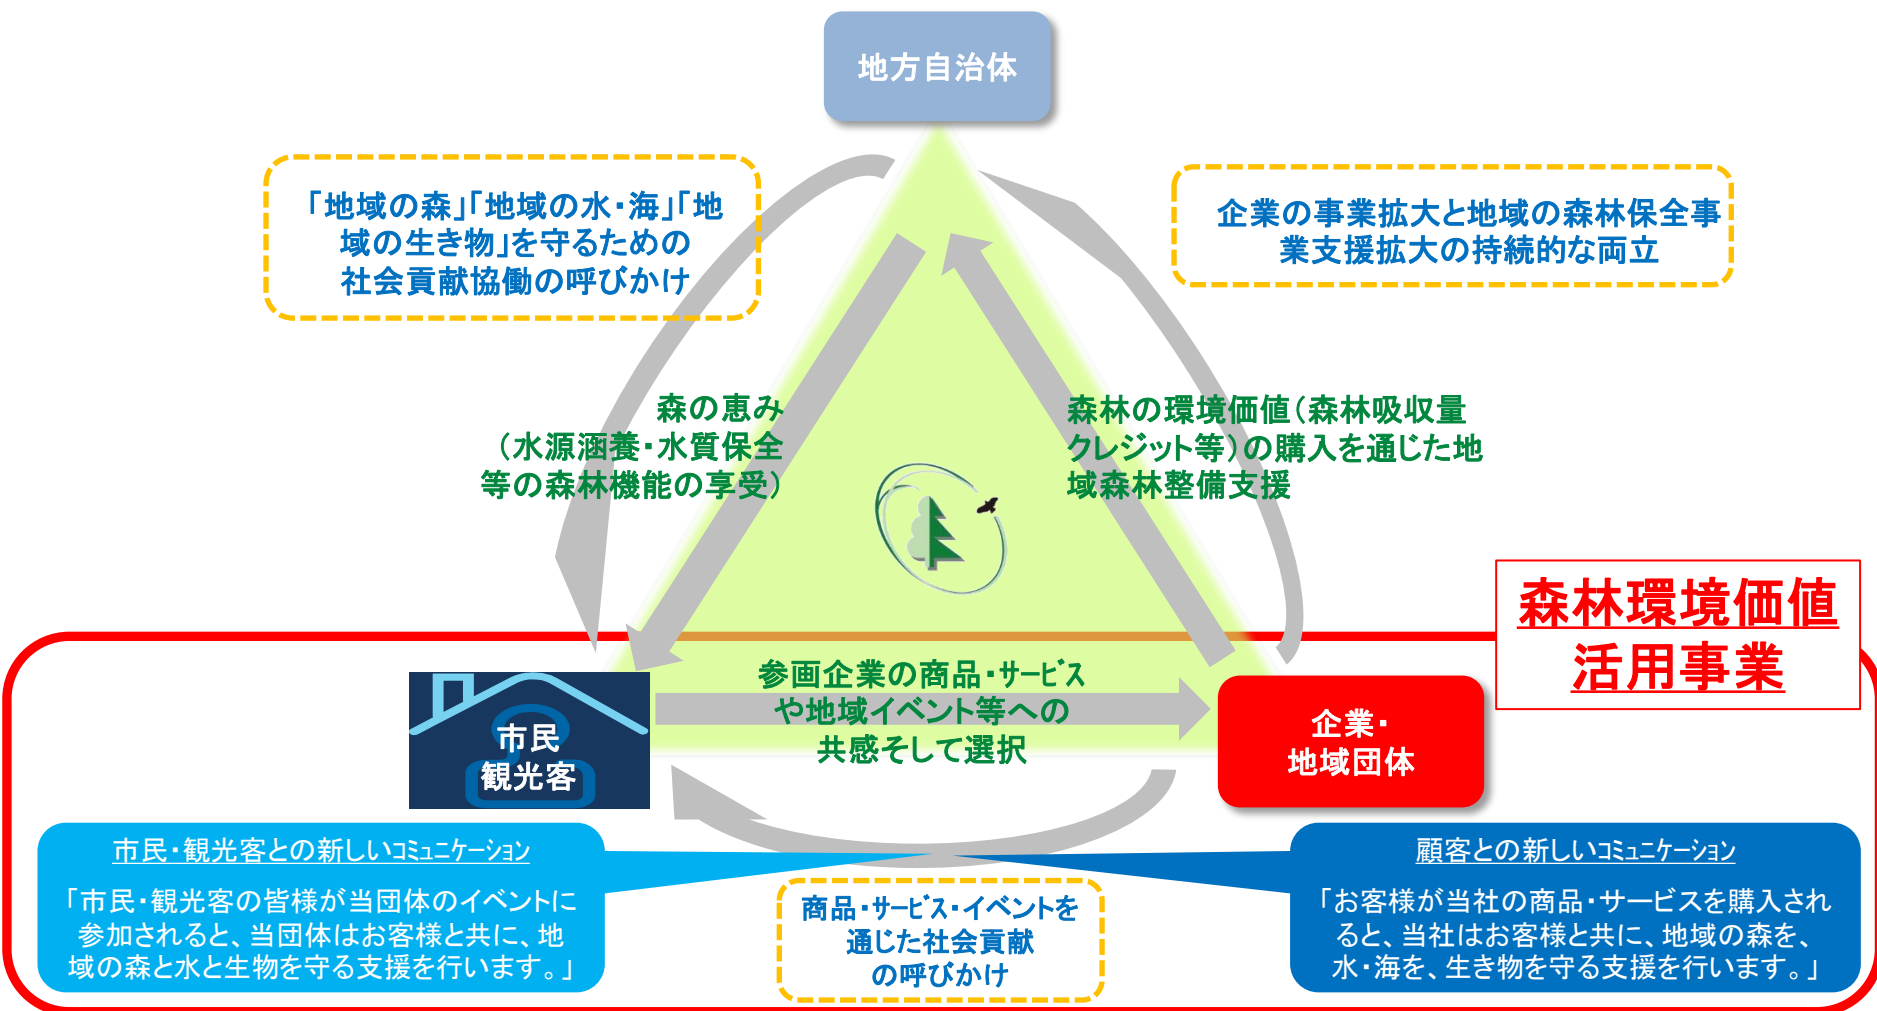 地方自治体
「地域の森」「地域の水・海」「地
域の生き物」を守るための
社会貢献協働の呼びかけ
企業の事業拡大と地域の森林保全事
業支援拡大の持続的な両立
森の恵み
（水源涵養・水質保全
等の森林機能の享受）
森林の環境価値（森林吸収量
クレジット等）の購入を通じた地
域森林整備支援
森林環境価値
活用事業
参画企業の商品・サービス
や地域イベント等への
共感そして選択
市民
観光客
企業・
地域団体
市民・観光客との新しいコミュニケーション
「市民・観光客の皆様が当団体のイベントに
参加されると、当団体はお客様と共に、地
域の森と水と生物を守る支援を行います。」
商品・サービス・イベントを
通じた社会貢献
の呼びかけ
顧客との新しいコミュニケーション
「お客様が当社の商品・サービスを購入され
ると、当社はお客様と共に、地域の森を、
水・海を、生き物を守る支援を行います。」